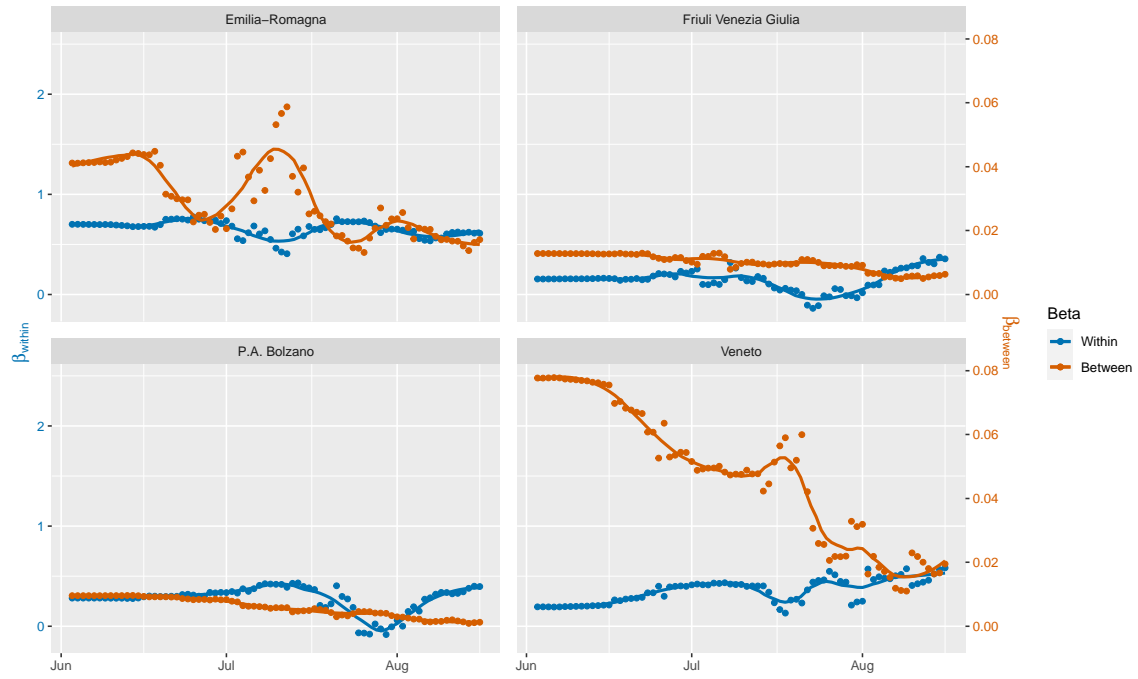 Emilia−Romagna
Friuli Venezia Giulia
2
1
0
0.08
0.06
0.04
0.02
0.00
P.A. Bolzano
Veneto
2
1
0
0.08
0.06
0.04
0.02
0.00
Jun
Jul
Aug
Jun
Jul
Aug
βwithin
βbetween
Beta
Within
Between